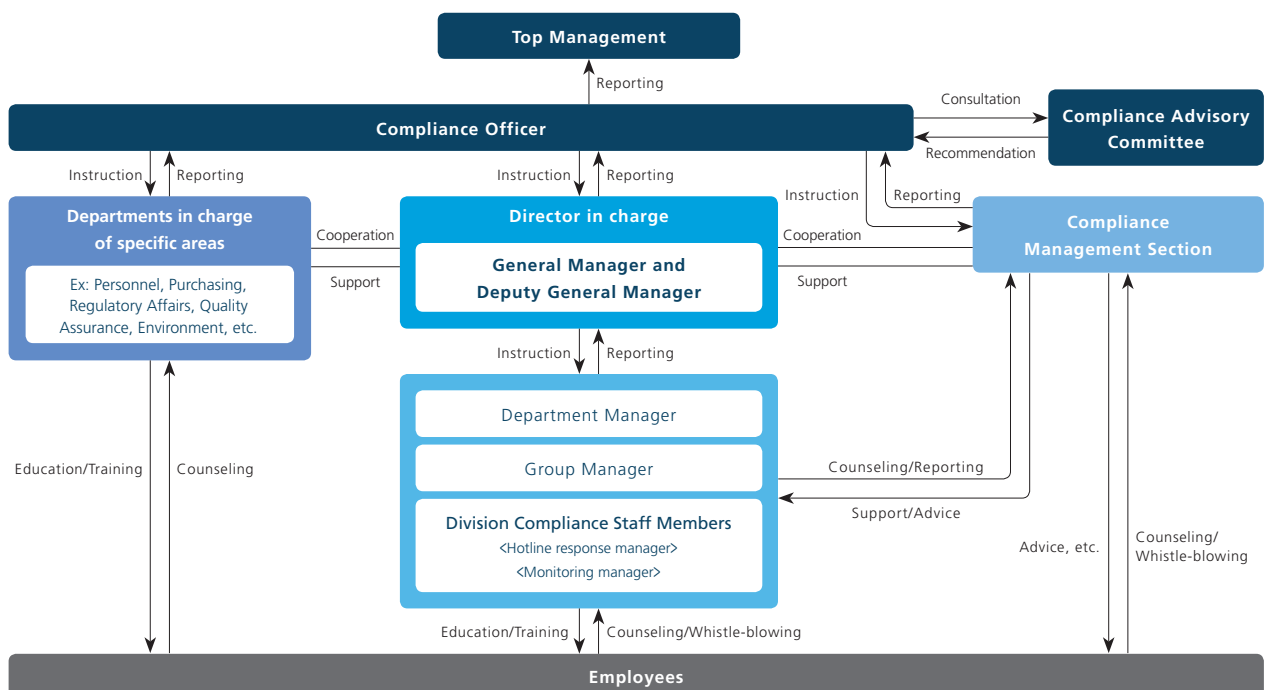 Top Management
Reporting
Compliance Officer
Consultation
Recommendation
Compliance Advisory
Committee
Instruction
Reporting
Instruction
Reporting
Instruction
Reporting
Departments in charge
of specific areas
Ex: Personnel, Purchasing,
Regulatory Affairs, Quality
Assurance, Environment, etc.
Cooperation
Support
Director in charge
General Manager and
Deputy General Manager
Cooperation
Support
Compliance
Management Section
Instruction
Reporting
Department Manager
Group Manager
Division Compliance Staff Members
<Hotline response manager>
<Monitoring manager>
Education/Training
Counseling
Counseling/Reporting
Support/Advice
Advice, etc.
Counseling/
Whistle-blowing
Education/Training
Counseling/Whistle-blowing
Employees